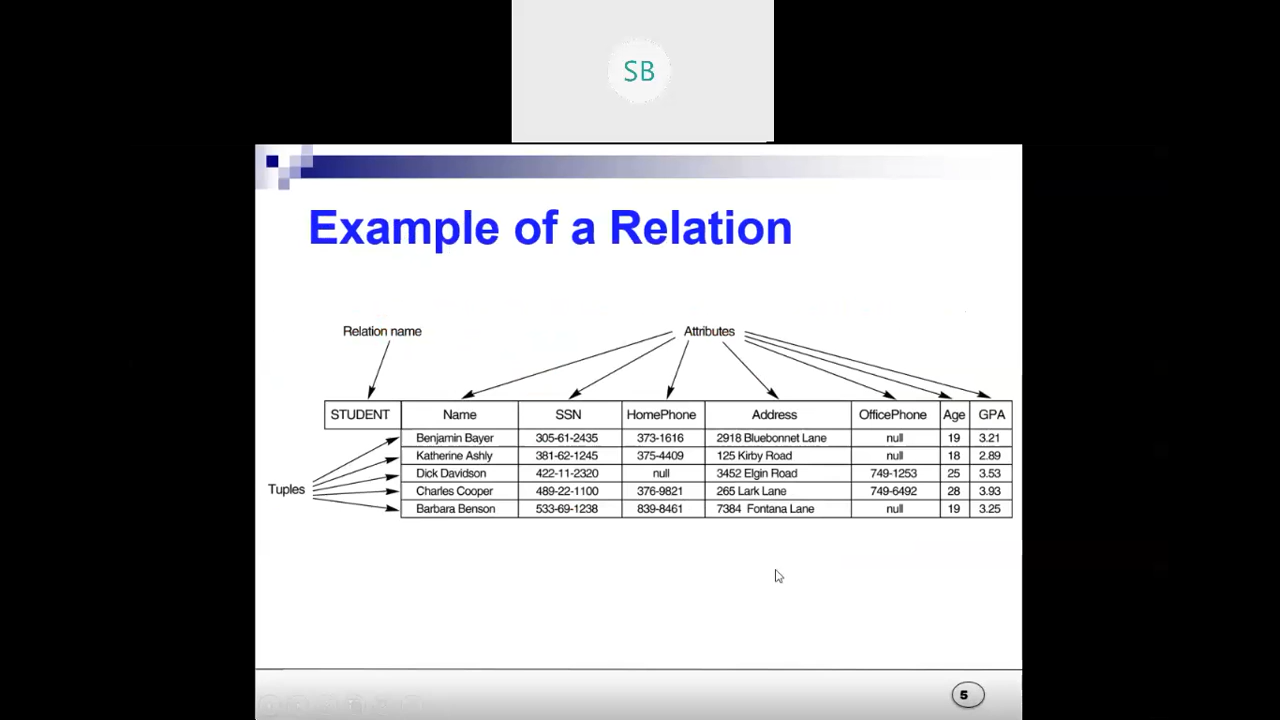 SB
Example of a Relation
Relation name Attributes
STUDENT Name SSN HomePhone Address OfficePhone Age GPA
Benjamin Bayer 305-61-2435 373-1616 2918 Bluebonnet Lane null 19 3.21
Katherine Ashly 381-62-1245 375-4409 125 Kirby Road null 18 2.89
Dick Davidson 422-11-2320 null 3452 Elgin Road 749-1253 25 3.53
Tuples Charles Cooper 489-22-1100 376-9821 265 Lark Lane 749-6492 28 3.93
Barbara Benson 533-69-1238 839-8461 7384 Fontana Lane null 19 3.25
5